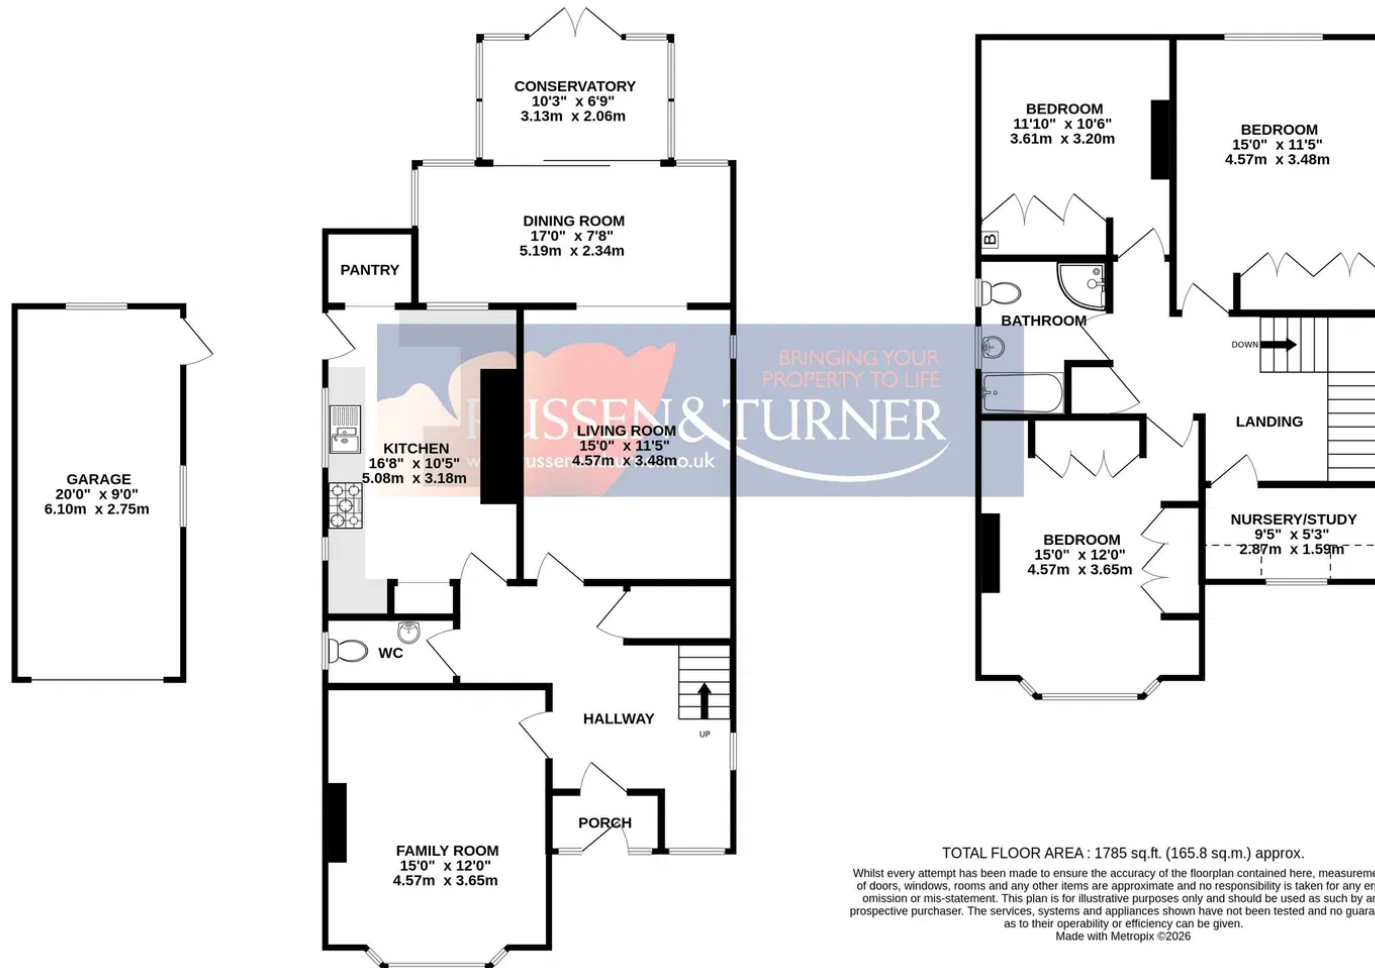 CONSERVATORY
10'3" x 6'9"
3.13m x 2.06m
DINING ROOM
17'0" x 7'8"
5.19m x 2.34m
PANTRY
GARAGE
20'0" x 9'0"
6.10m x 2.75m
KITCHEN
16'8" x 10'5"
5.08m x 3.18m
LIVING ROOM
15'0" x 11'5"
4.57m x 3.48m
BRINGING YOUR
PROPERTY TO LIFE
RUSSEN & TURNER
WC
HALLWAY
UP
PORCH
FAMILY ROOM
15'0" x 12'0"
4.57m x 3.65m
BEDROOM
11'10" x 10'6"
3.61m x 3.20m
B
BEDROOM
15'0" x 11'5"
4.57m x 3.48m
BATHROOM
DOWN
LANDING
BEDROOM
15'0" x 12'0"
4.57m x 3.65m
NURSERY/STUDY
9'5" x 5'3"
2.87m x 1.59m
TOTAL FLOOR AREA : 1785 sq.ft. (165.8 sq.m.) approx.
Whilst every attempt has been made to ensure the accuracy of the floorplan contained here, measureme
of doors, windows, rooms and any other items are approximate and no responsibility is taken for any er
omission or mis-statement. This plan is for illustrative purposes only and should be used as such by a
prospective purchaser. The services, systems and appliances shown have not been tested and no guara
as to their operability or efficiency can be given.
Made with Metropix ©2026